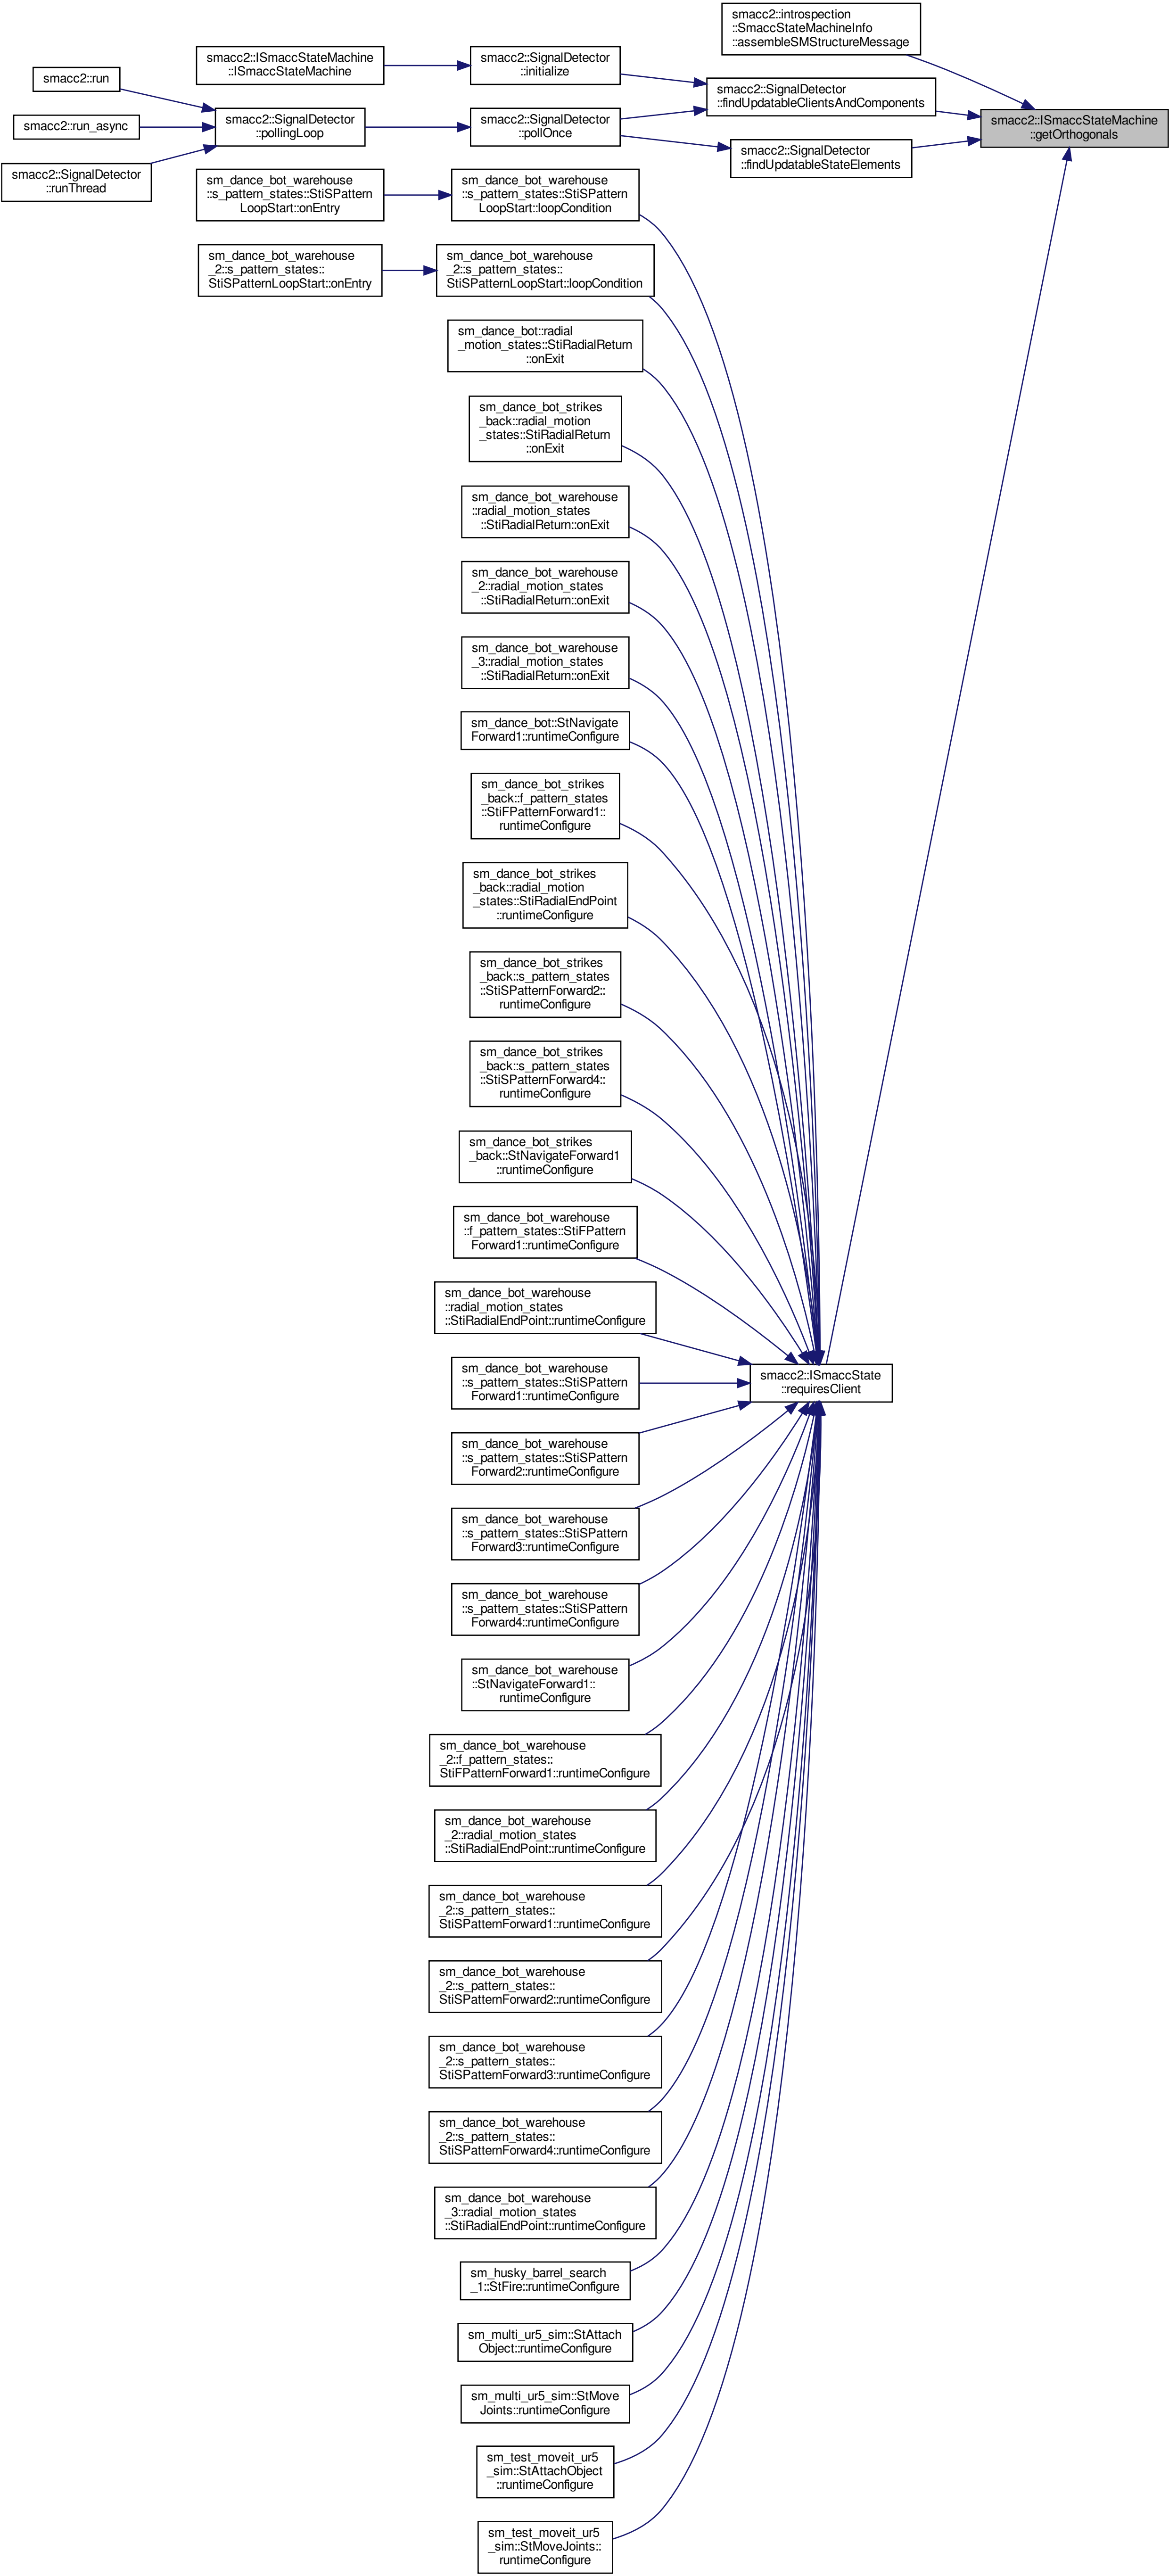 smacc2::introspection
::SmaccStateMachineInfo
::assembleSMStructureMessage
smacc2::ISmaccStateMachine
::ISmaccStateMachine
smacc2::SignalDetector
::initialize
smacc2::run
smacc2::SignalDetector
::findUpdatableClientsAndComponents
smacc2::run_async
smacc2::SignalDetector
::pollingLoop
smacc2::SignalDetector
::pollOnce
smacc2::ISmaccStateMachine
::getOrthogonals
smacc2::SignalDetector
::runThread
smacc2::SignalDetector
::findUpdatableStateElements
sm_dance_bot_warehouse
::s_pattern_states::StiSPattern
LoopStart::onEntry
sm_dance_bot_warehouse
::s_pattern_states::StiSPattern
LoopStart::loopCondition
sm_dance_bot_warehouse
_2::s_pattern_states::
StiSPatternLoopStart::onEntry
sm_dance_bot_warehouse
_2::s_pattern_states::
StiSPatternLoopStart::loopCondition
sm_dance_bot::radial
_motion_states::StiRadialReturn
::onExit
sm_dance_bot_strikes
_back::radial_motion
_states::StiRadialReturn
::onExit
sm_dance_bot_warehouse
::radial_motion_states
::StiRadialReturn::onExit
sm_dance_bot_warehouse
_2::radial_motion_states
::StiRadialReturn::onExit
sm_dance_bot_warehouse
_3::radial_motion_states
::StiRadialReturn::onExit
sm_dance_bot::StNavigate
Forward1::runtimeConfigure
sm_dance_bot_strikes
_back::f_pattern_states
::StiFPatternForward1::
runtimeConfigure
sm_dance_bot_strikes
_back::radial_motion
_states::StiRadialEndPoint
::runtimeConfigure
sm_dance_bot_strikes
_back::s_pattern_states
::StiSPatternForward2::
runtimeConfigure
sm_dance_bot_strikes
_back::s_pattern_states
::StiSPatternForward4::
runtimeConfigure
sm_dance_bot_strikes
_back::StNavigateForward1
::runtimeConfigure
sm_dance_bot_warehouse
::f_pattern_states::StiFPattern
Forward1::runtimeConfigure
sm_dance_bot_warehouse
::radial_motion_states
::StiRadialEndPoint::runtimeConfigure
sm_dance_bot_warehouse
::s_pattern_states::StiSPattern
Forward1::runtimeConfigure
smacc2::ISmaccState
::requiresClient
sm_dance_bot_warehouse
::s_pattern_states::StiSPattern
Forward2::runtimeConfigure
sm_dance_bot_warehouse
::s_pattern_states::StiSPattern
Forward3::runtimeConfigure
sm_dance_bot_warehouse
::s_pattern_states::StiSPattern
Forward4::runtimeConfigure
sm_dance_bot_warehouse
::StNavigateForward1::
runtimeConfigure
sm_dance_bot_warehouse
_2::f_pattern_states::
StiFPatternForward1::runtimeConfigure
sm_dance_bot_warehouse
_2::radial_motion_states
::StiRadialEndPoint::runtimeConfigure
sm_dance_bot_warehouse
_2::s_pattern_states::
StiSPatternForward1::runtimeConfigure
sm_dance_bot_warehouse
_2::s_pattern_states::
StiSPatternForward2::runtimeConfigure
sm_dance_bot_warehouse
_2::s_pattern_states::
StiSPatternForward3::runtimeConfigure
sm_dance_bot_warehouse
_2::s_pattern_states::
StiSPatternForward4::runtimeConfigure
sm_dance_bot_warehouse
_3::radial_motion_states
::StiRadialEndPoint::runtimeConfigure
sm_husky_barrel_search
_1::StFire::runtimeConfigure
sm_multi_ur5_sim::StAttach
Object::runtimeConfigure
sm_multi_ur5_sim::StMove
Joints::runtimeConfigure
sm_test_moveit_ur5
_sim::StAttachObject
::runtimeConfigure
sm_test_moveit_ur5
_sim::StMoveJoints::
runtimeConfigure